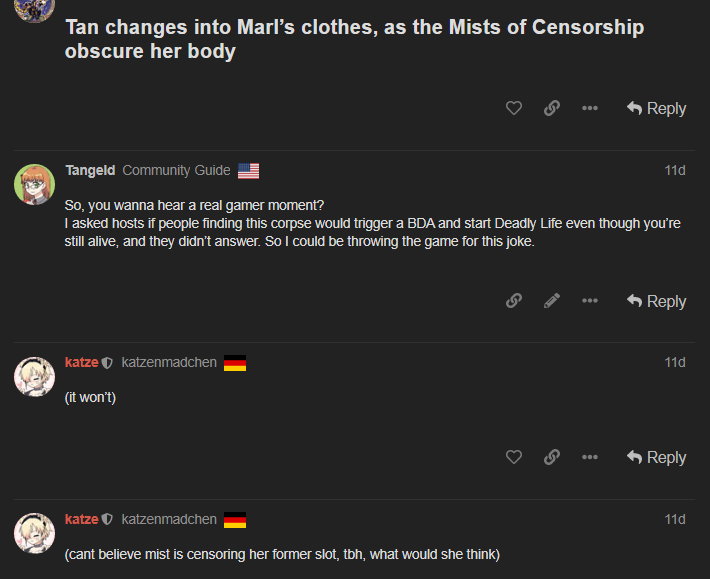 Tan changes into Marl’s clothes, as the Mists of Censorship
obscure her body
Reply
Tangeld Community Guide 11d
So, you wanna hear a real gamer moment?
I asked hosts if people finding this corpse would trigger a BDA and start Deadly Life even though you’re
still alive, and they didn’t answer. So I could be throwing the game for this joke.
Reply
katze katzenmadchen 11d
(it won’t)
Reply
katze katzenmadchen 11d
(cant believe mist is censoring her former slot, tbh, what would she think)